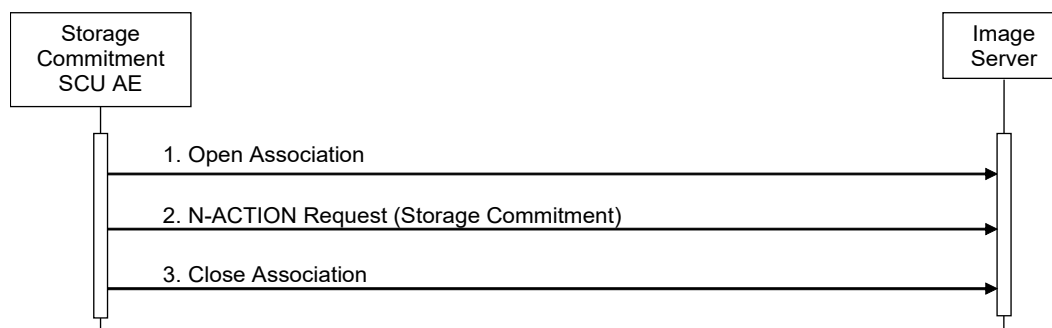 Storage
Commitment
SCU AE
Image
Server
1. Open Association
2. N-ACTION Request (Storage Commitment)
3. Close Association